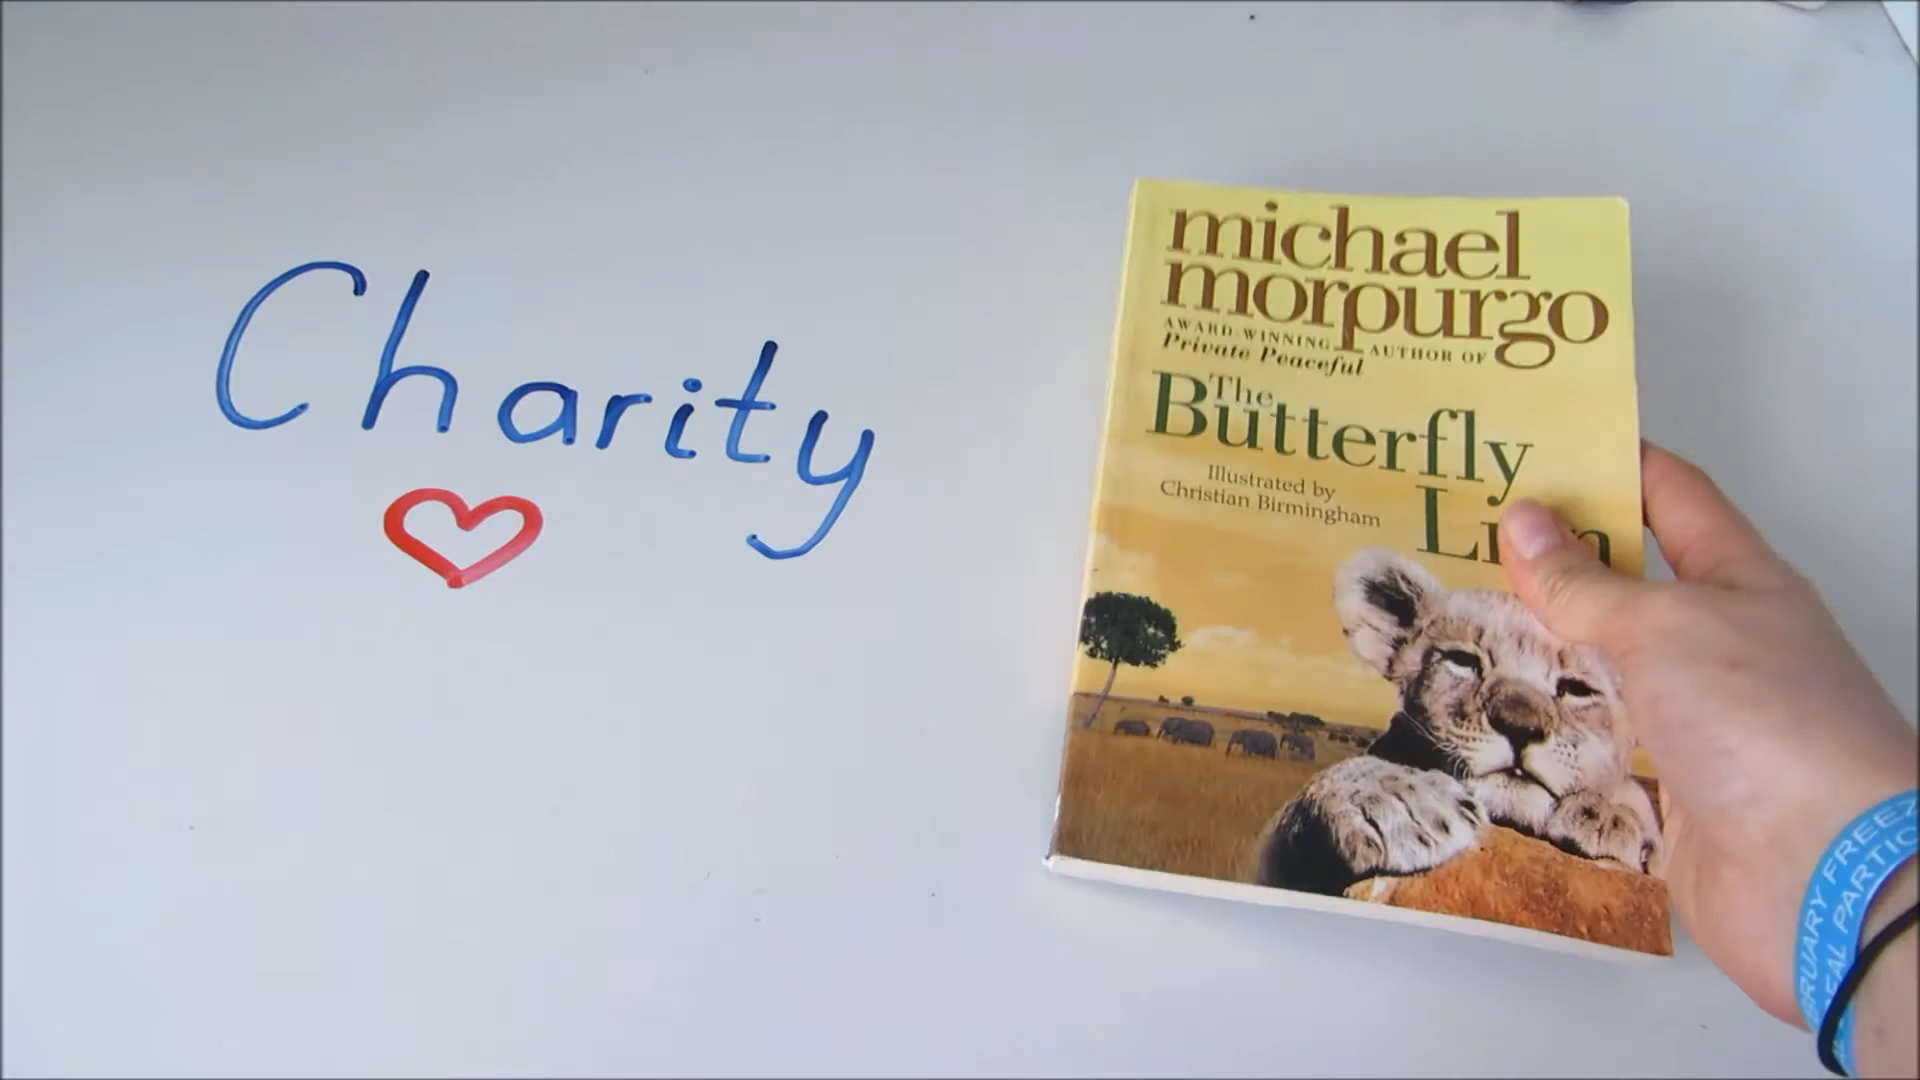 Charity
michael
morpurgo
AWARD-WINNING AUTHOR OF
Private Peaceful
The
Butterfly
Illustrated by
Christian Birmingham